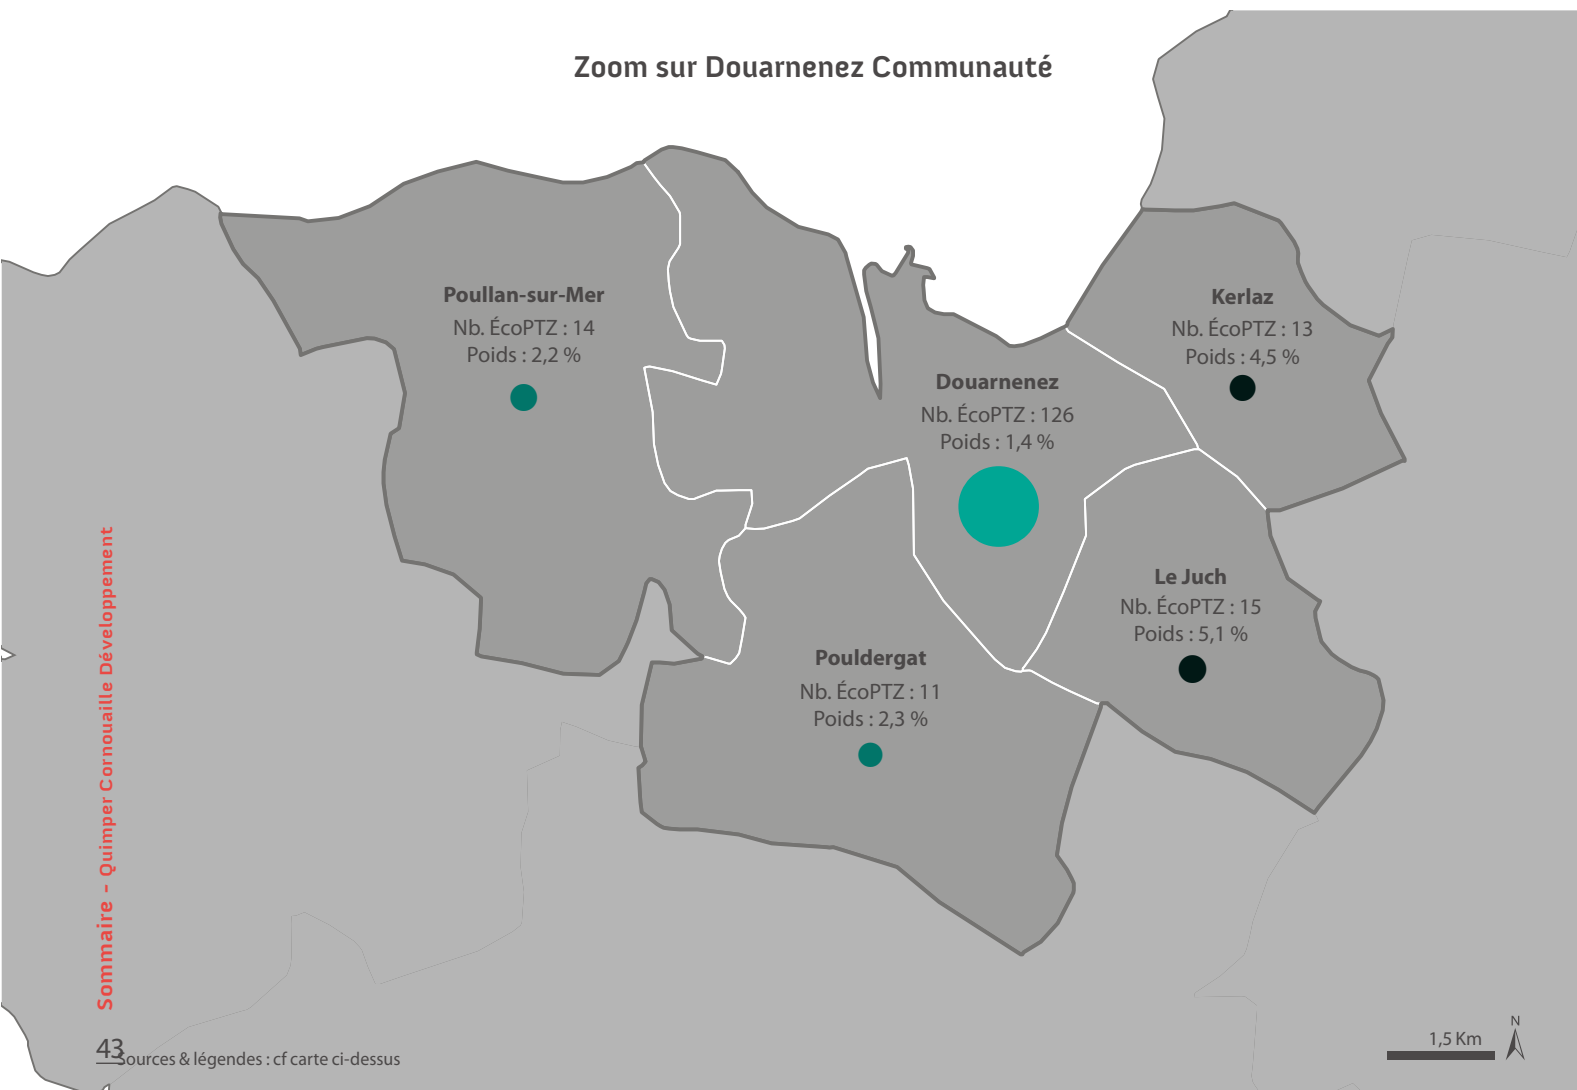 Zoom sur Douarnenez Communauté
Poullan-sur-Mer
Nb. ÉcoPTZ : 14
Poids : 2,2 %
Kerlaz
Nb. ÉcoPTZ : 13
Poids : 4,5 %
Douarnenez
Nb. ÉcoPTZ : 126
Poids : 1,4 %
Le Juch
Nb. ÉcoPTZ : 15
Poids : 5,1 %
Pouldergat
Nb. ÉcoPTZ : 11
Poids : 2,3 %
Sommaire - Quimper Cornouaille Développement
43
Sources & légendes : cf carte ci-dessus
1,5 Km
N